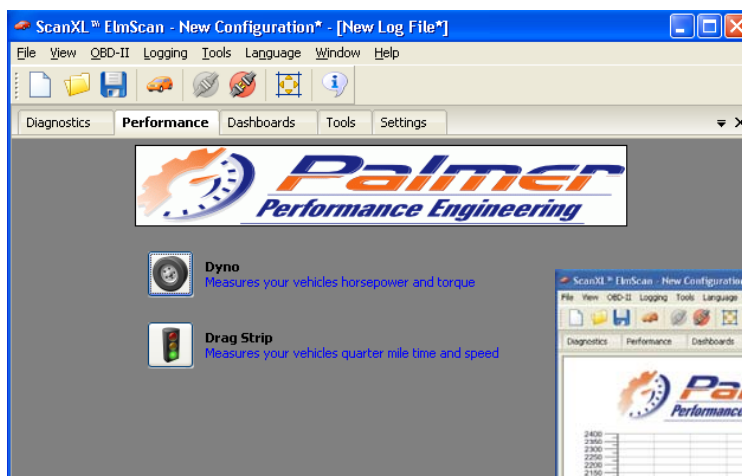 ScanXL™ ElmScan - New Configuration* - [New Log File*]
File View OBD-II Logging Tools Language Window Help
Diagnostics Performance Dashboards Tools Settings
Palmer
Performance Engineering
Dyno
Measures your vehicles horsepower and torque
Drag Strip
Measures your vehicles quarter mile time and speed
ScanXL™ ElmScan - New Configuration
File View OBD-II Logging Tools Language
Diagnostics Performance Dashboards
Pa
Performance
2400
2350
2300
2250
2200
2150